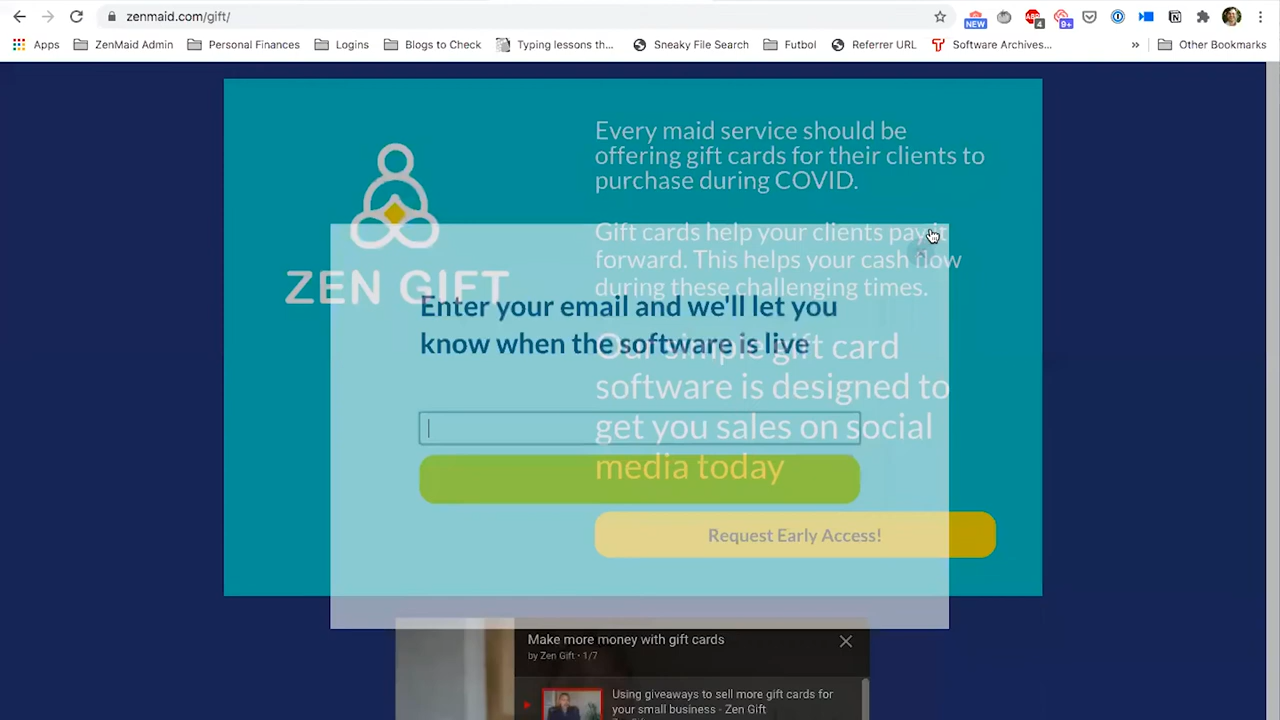 zenmaid.com/gift/
NEW
4
9+
Apps
ZenMaid Admin
Personal Finances
Logins
Blogs to Check
Typing lessons th...
Sneaky File Search
Futbol
Referrer URL
Software Archives...
»
Other Bookmarks
ZEN GIFT
Every maid service should be
offering gift cards for their clients to
purchase during COVID.
Gift cards help your clients pay it
forward. This helps your cash flow
during these challenging times.
Our simple gift card
software is designed to
get you sales on social
media today
Request Early Access!
Enter your email and we'll let you
know when the software is live
Make more money with gift cards
by Zen Gift • 1/7
Using giveaways to sell more gift cards for
your small business - Zen Gift